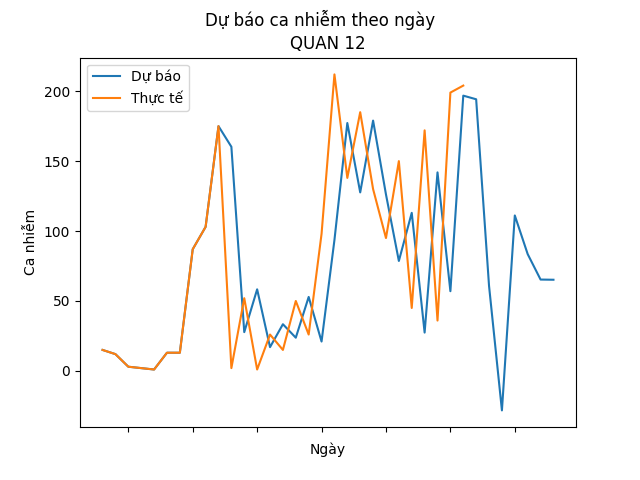 Dự báo ca nhiễm theo ngày
QUAN 12
Dự báo
Thực tế
200
150
100
50
0
Ca nhiễm
Ngày